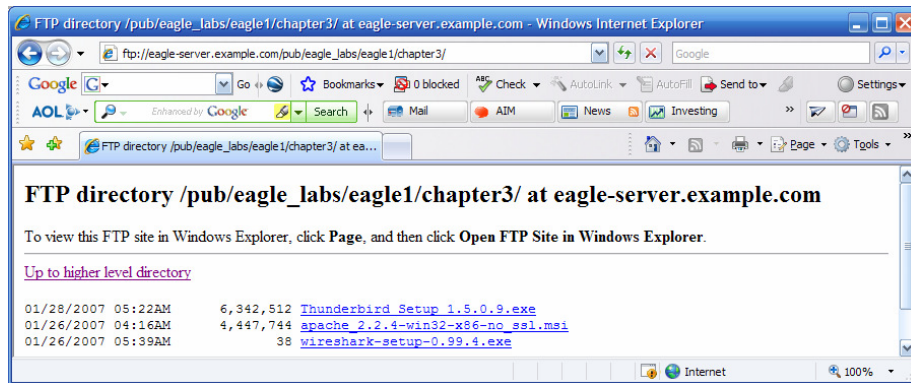 FTP directory /pub/eagle_labs/eagle1/chapter3/ at eagle-server.example.com - Windows Internet Explorer
ftp://eagle-server.example.com/pub/eagle_labs/eagle1/chapter3/ Google
Google G Go Bookmarks 0 blocked ABC Check AutoLink AutoFill Send to Settings
AOL Enhanced by Google Search Mail AIM News Investing »
FTP directory /pub/eagle_labs/eagle1/chapter3/ at ea... Page Tools »
FTP directory /pub/eagle_labs/eagle1/chapter3/ at eagle-server.example.com
To view this FTP site in Windows Explorer, click Page, and then click Open FTP Site in Windows Explorer.
Up to higher level directory
01/28/2007 05:22AM 6,342,512 Thunderbird Setup 1.5.0.9.exe
01/26/2007 04:16AM 4,447,744 apache_2.2.4-win32-x86-no_ssl.msi
01/26/2007 05:39AM 38 wireshark-setup-0.99.4.exe
Internet 100%